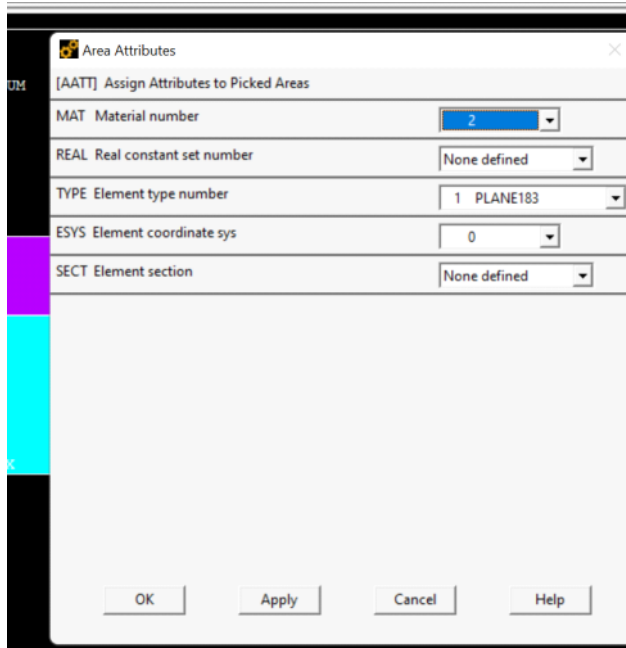 Area Attributes
UM
[AATT] Assign Attributes to Picked Areas
MAT Material number 2
REAL Real constant set number None defined
TYPE Element type number 1 PLANE183
ESYS Element coordinate sys 0
SECT Element section None defined
K
OK Apply Cancel Help